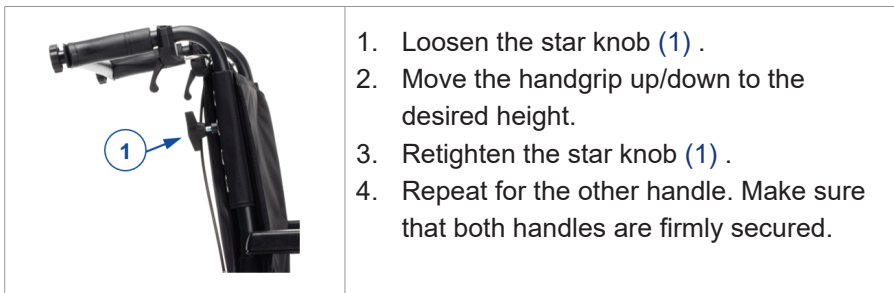 1
1. Loosen the star knob (1) .
2. Move the handgrip up/down to the
desired height.
3. Retighten the star knob (1) .
4. Repeat for the other handle. Make sure
that both handles are firmly secured.